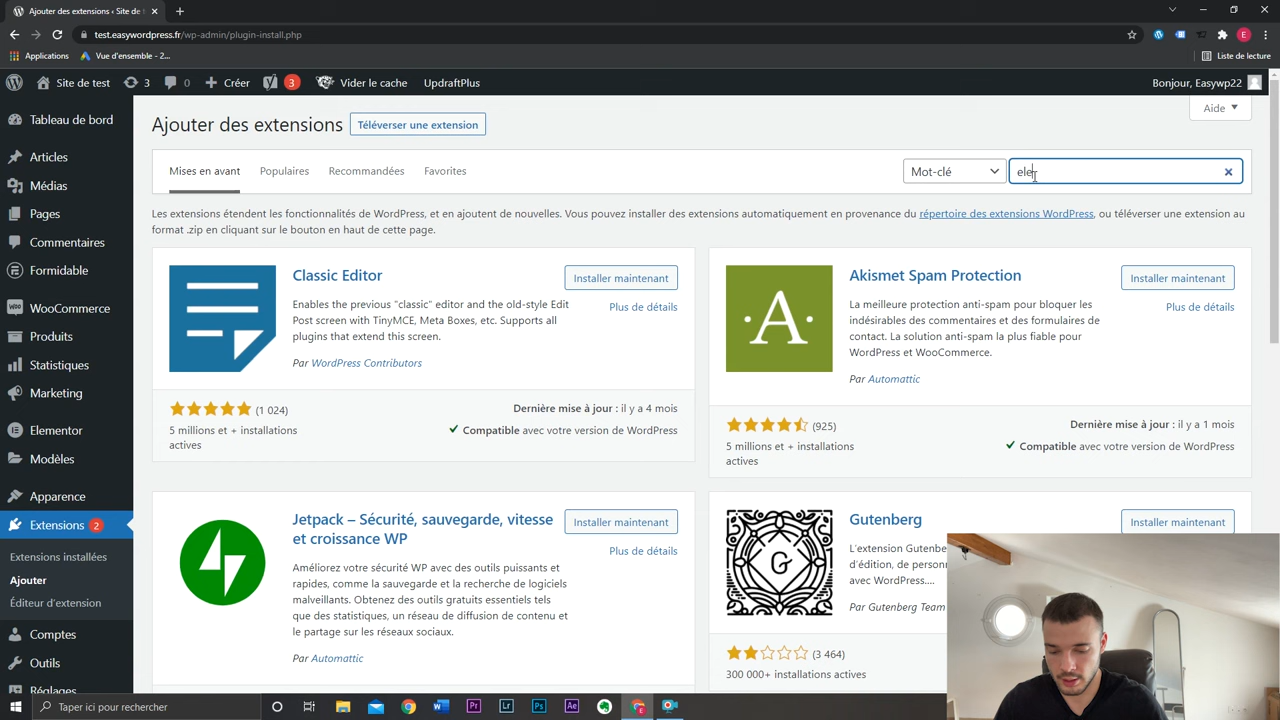 Ajouter des extensions ‹ Site de t
test.easywordpress.fr/wp-admin/plugin-install.php
E
Applications
Vue d'ensemble - 2...
Liste de lecture
Site de test
3
0
Créer
3
Vider le cache
UpdraftPlus
Bonjour, Easywp22
Tableau de bord
Articles
Médias
Pages
Commentaires
Formidable
WooCommerce
Produits
Statistiques
Marketing
Elementor
Modèles
Apparence
Extensions 2
Extensions installées
Ajouter
Éditeur d'extension
Comptes
Outils
Réglages
Aide
Ajouter des extensions
Téléverser une extension
Mises en avant
Populaires
Recommandées
Favorites
Mot-clé
ele
Les extensions étendent les fonctionnalités de WordPress, et en ajoutent de nouvelles. Vous pouvez installer des extensions automatiquement en provenance du répertoire des extensions WordPress, ou téléverser une extension au
format .zip en cliquant sur le bouton en haut de cette page.
Classic Editor
Installer maintenant
Plus de détails
Enables the previous "classic" editor and the old-style Edit
Post screen with TinyMCE, Meta Boxes, etc. Supports all
plugins that extend this screen.
Par WordPress Contributors
(1 024)
5 millions et + installations
actives
Dernière mise à jour : il y a 4 mois
Compatible avec votre version de WordPress
A
Akismet Spam Protection
Installer maintenant
Plus de détails
La meilleure protection anti-spam pour bloquer les
indésirables des commentaires et des formulaires de
contact. La solution anti-spam la plus fiable pour
WordPress et WooCommerce.
Par Automattic
(925)
5 millions et + installations
actives
Dernière mise à jour : il y a 1 mois
Compatible avec votre version de WordPress
Jetpack – Sécurité, sauvegarde, vitesse
et croissance WP
Installer maintenant
Plus de détails
Améliorez votre sécurité WP avec des outils puissants et
rapides, comme la sauvegarde et la recherche de logiciels
malveillants. Obtenez des outils gratuits essentiels tels
que des statistiques, un réseau de diffusion de contenu et
le partage sur les réseaux sociaux.
Par Automattic
G
Gutenberg
Installer maintenant
L'extension Gutenbe
d'édition, de person
avec WordPress....
Par Gutenberg Team
(3 464)
300 000+ installations actives
Taper ici pour rechercher
Pr
Lr
Ps
Ae